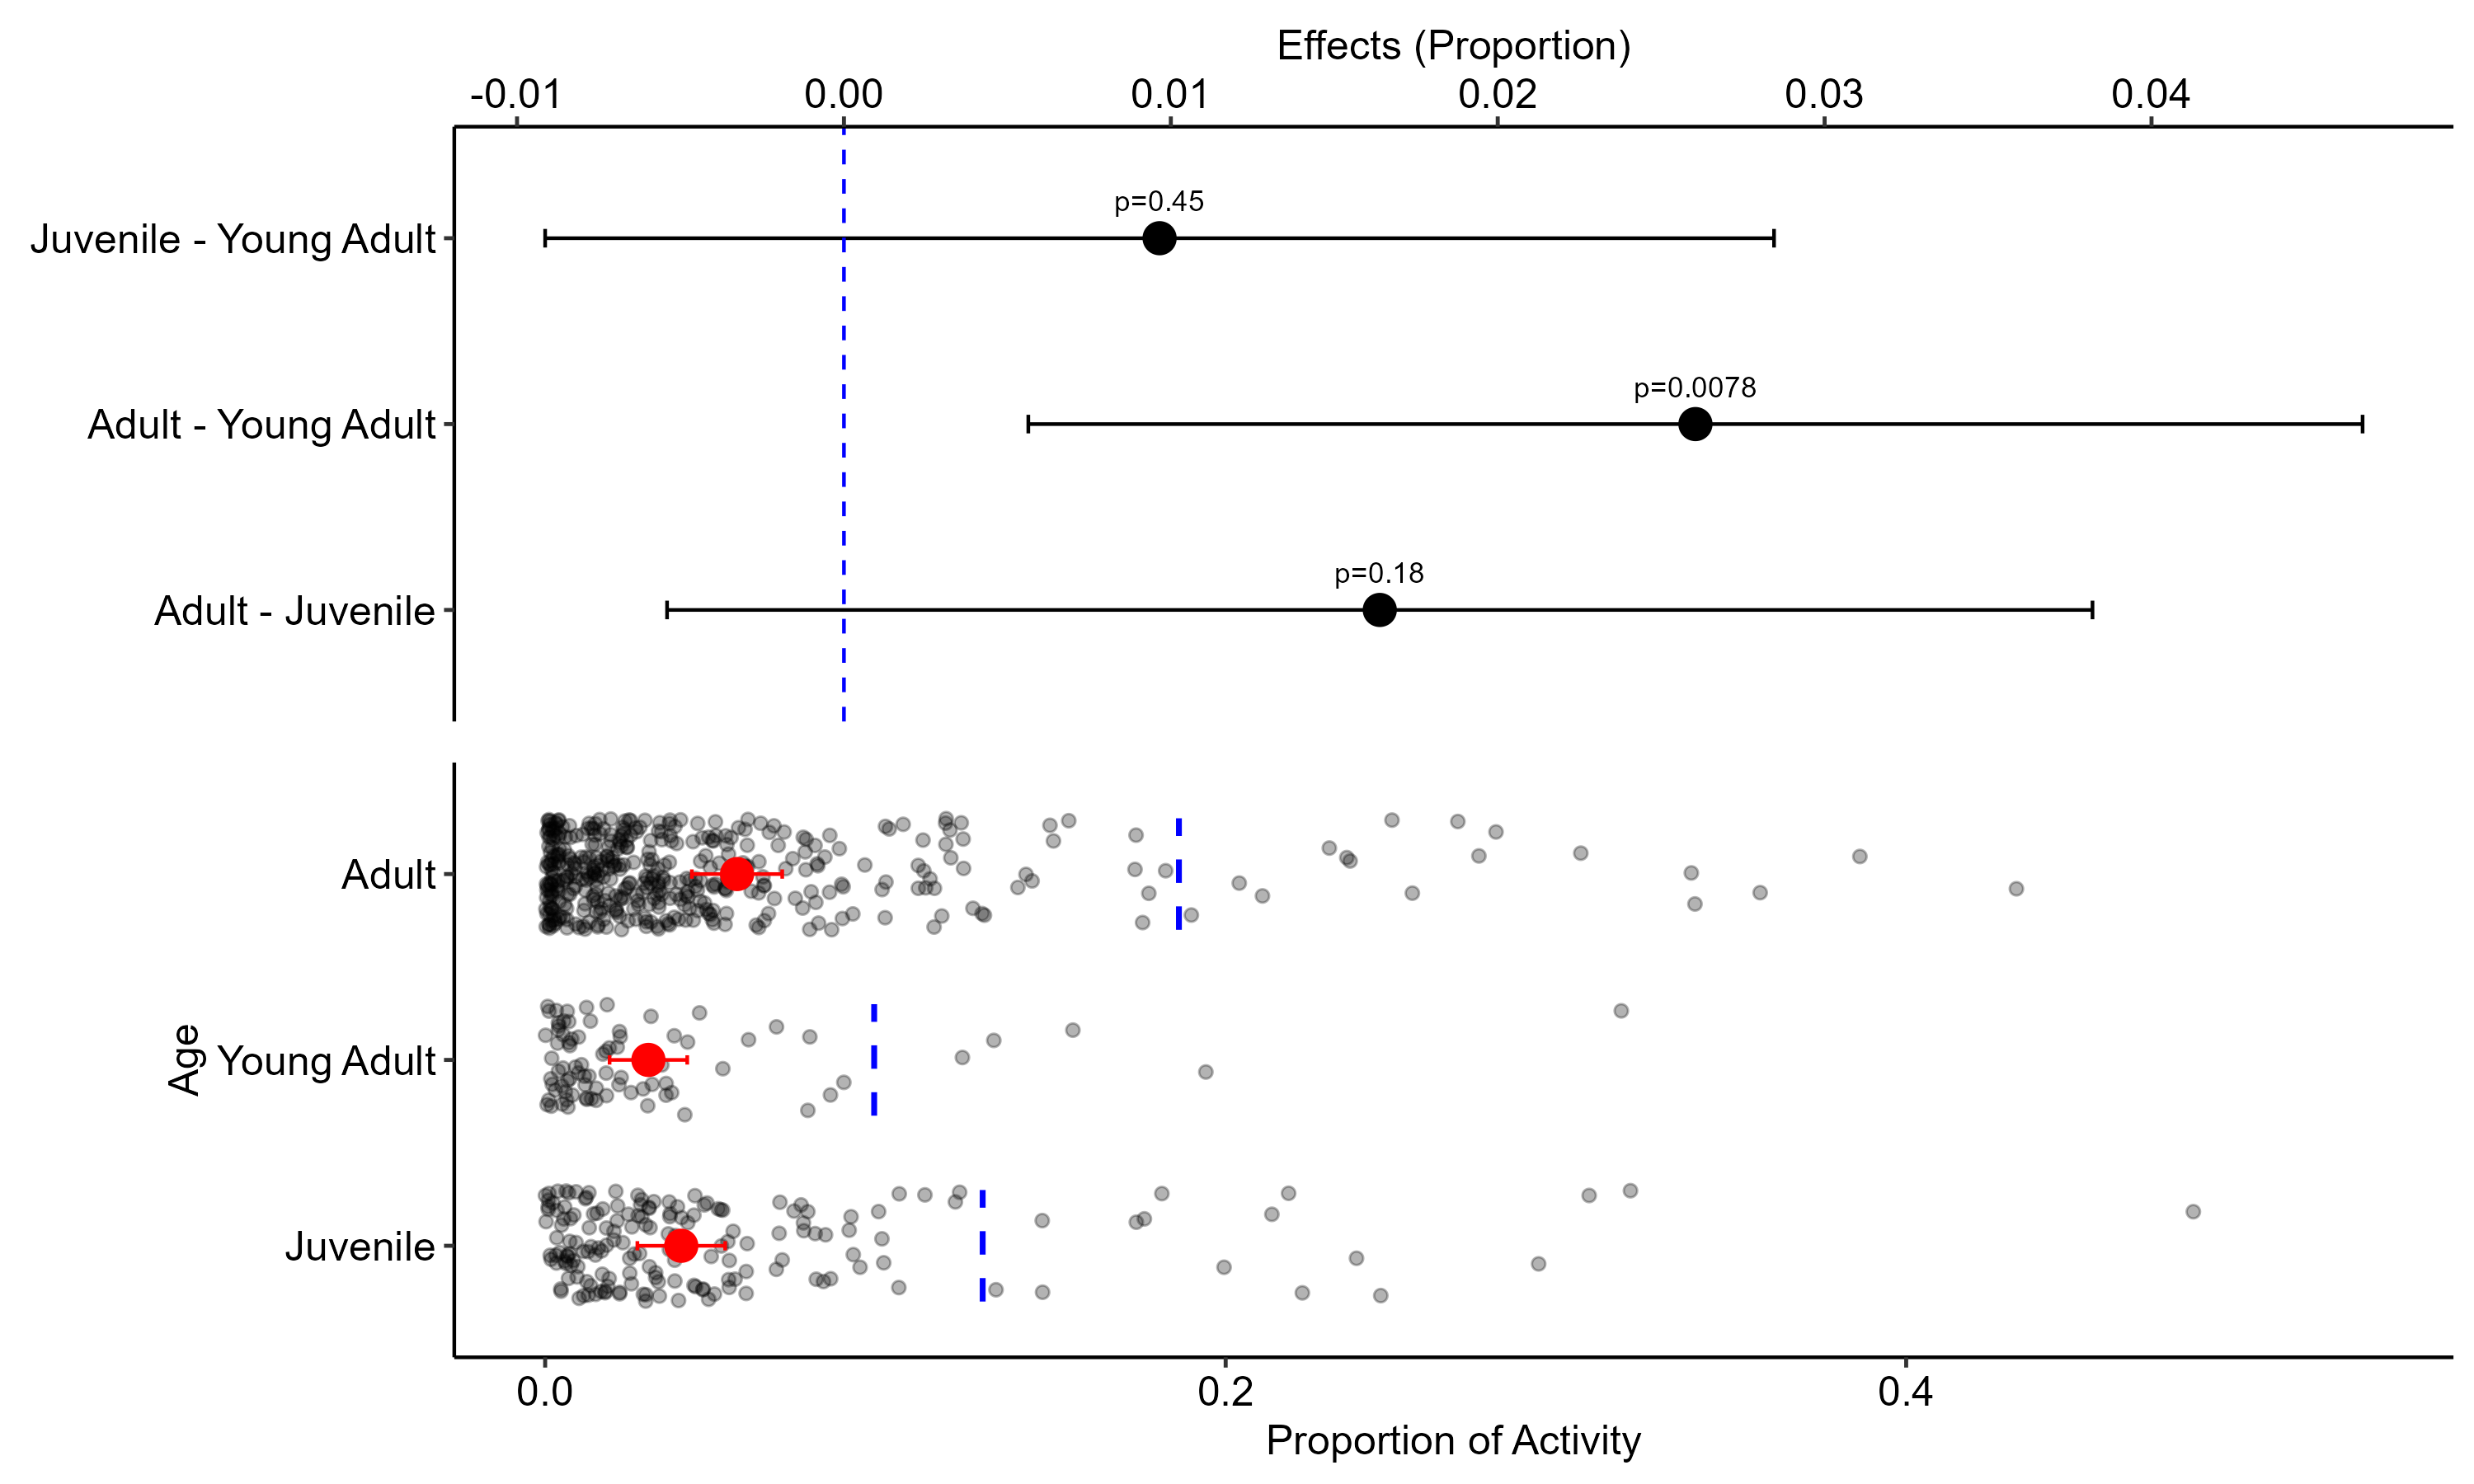 Effects (Proportion)
-0.01 0.00 0.01 0.02 0.03 0.04
p=0.45
Juvenile - Young Adult
p=0.0078
Adult - Young Adult
p=0.18
Adult - Juvenile
Adult
Age
Young Adult
Juvenile
0.0 0.2 0.4
Proportion of Activity